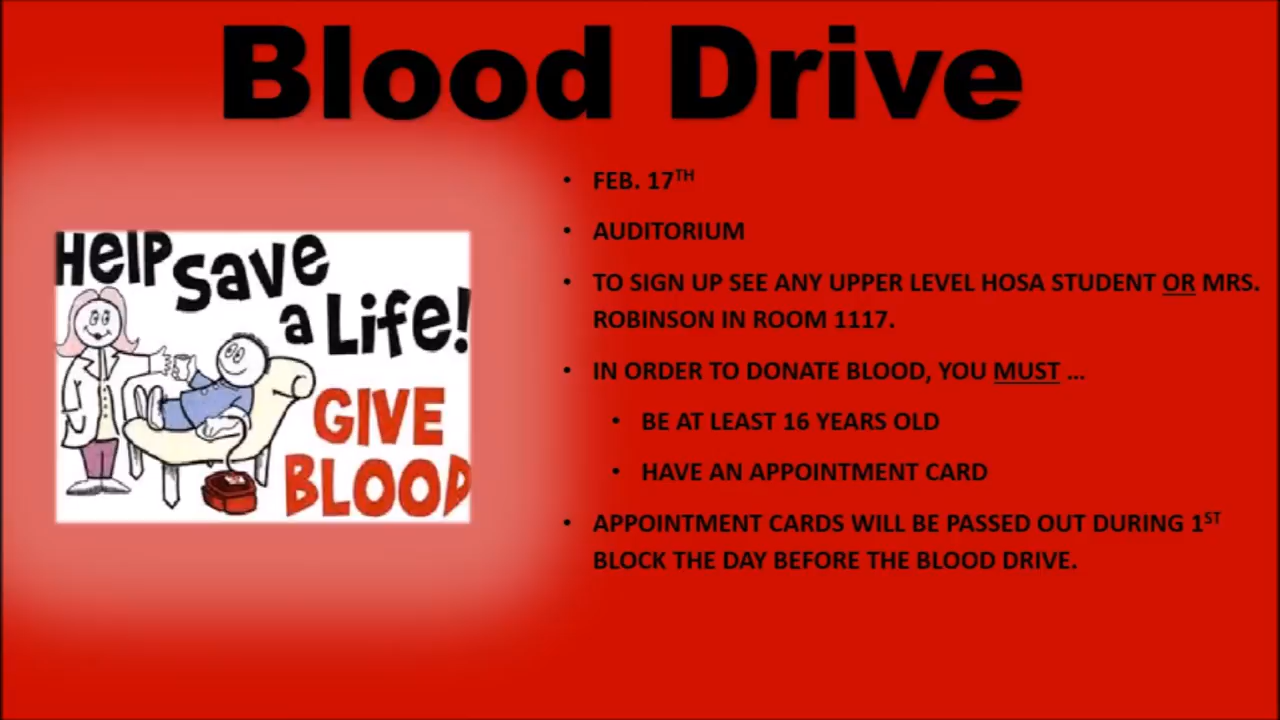 Blood Drive
Help Save
a Life!
GIVE
BLOOD
• FEB. 17TH
• AUDITORIUM
• TO SIGN UP SEE ANY UPPER LEVEL HOSA STUDENT OR MRS.
ROBINSON IN ROOM 1117.
• IN ORDER TO DONATE BLOOD, YOU MUST …
• BE AT LEAST 16 YEARS OLD
• HAVE AN APPOINTMENT CARD
• APPOINTMENT CARDS WILL BE PASSED OUT DURING 1ST
BLOCK THE DAY BEFORE THE BLOOD DRIVE.